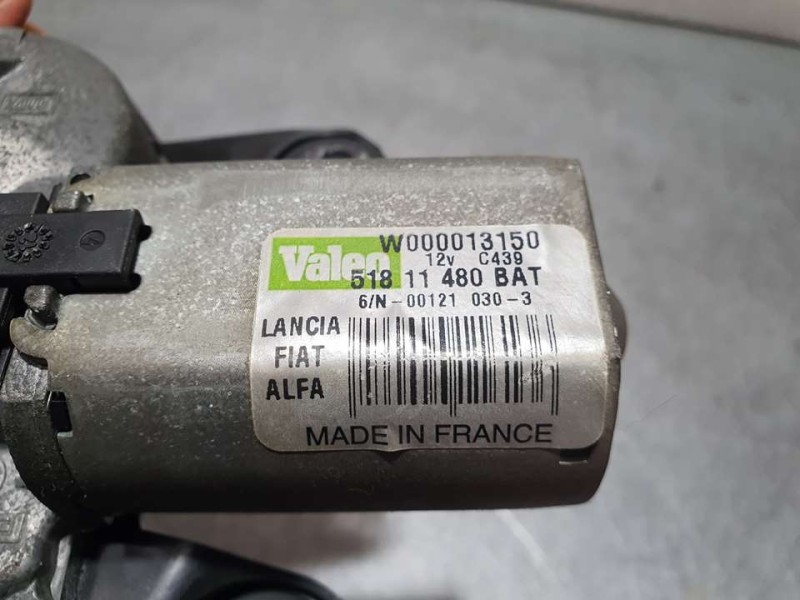 Valeo
W000013150
12v C439
518 11 480 BAT
6/N-00121 030-3
LANCIA
FIAT
ALFA
MADE IN FRANCE